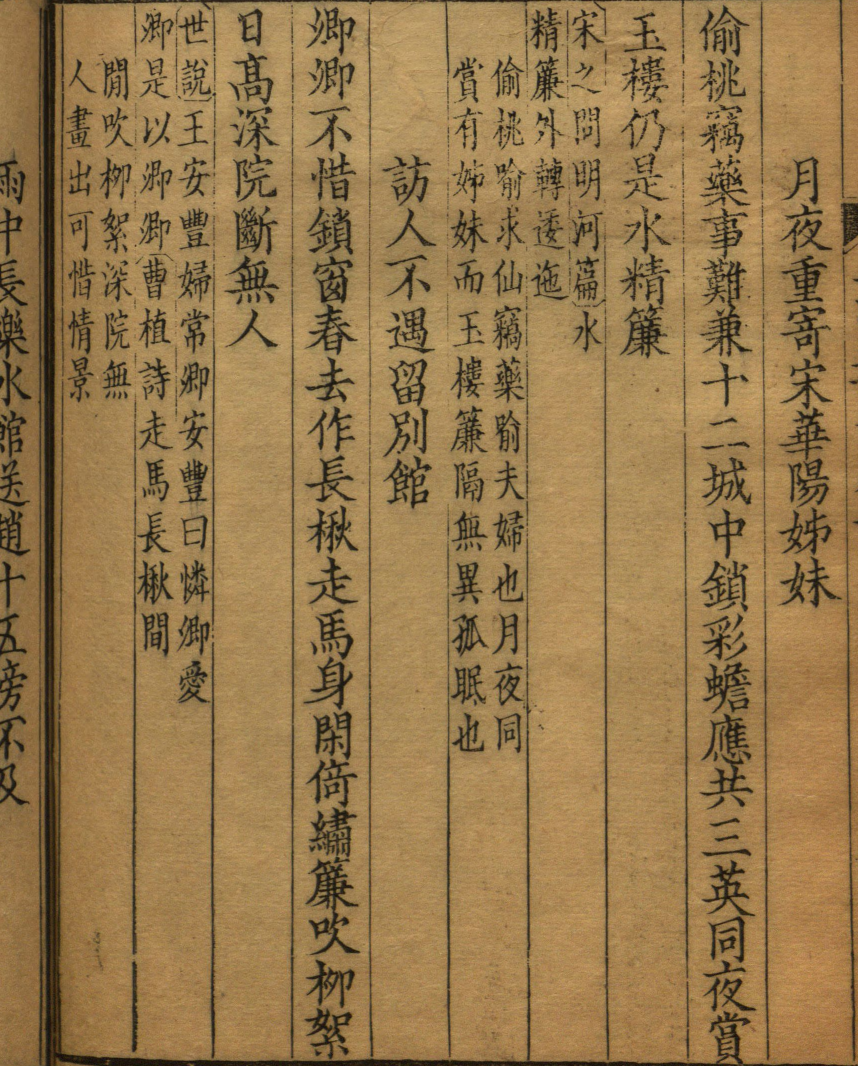 月夜重寄宋華陽姊妹
偷桃竊藥事難兼十二城中鎖彩蟾應共三英同夜賞
玉樓仍是水精簾
宋之問明河篇水
精簾外轉逶迤
偷桃喻求仙竊藥喻夫婦也月夜同
賞有姊妹而玉樓簾隔無異孤眠也
訪人不遇留別館
卿卿不惜鎖窗春去作長楸走馬身閑倚繡簾吹柳絮
日高深院斷無人
世說王安豐婦常卿安豐曰憐卿愛
卿是以卿卿曹植詩走馬長楸間
閒吹柳絮深院無
人畫出可惜情景
雨中長樂水館送趙十五滂不及